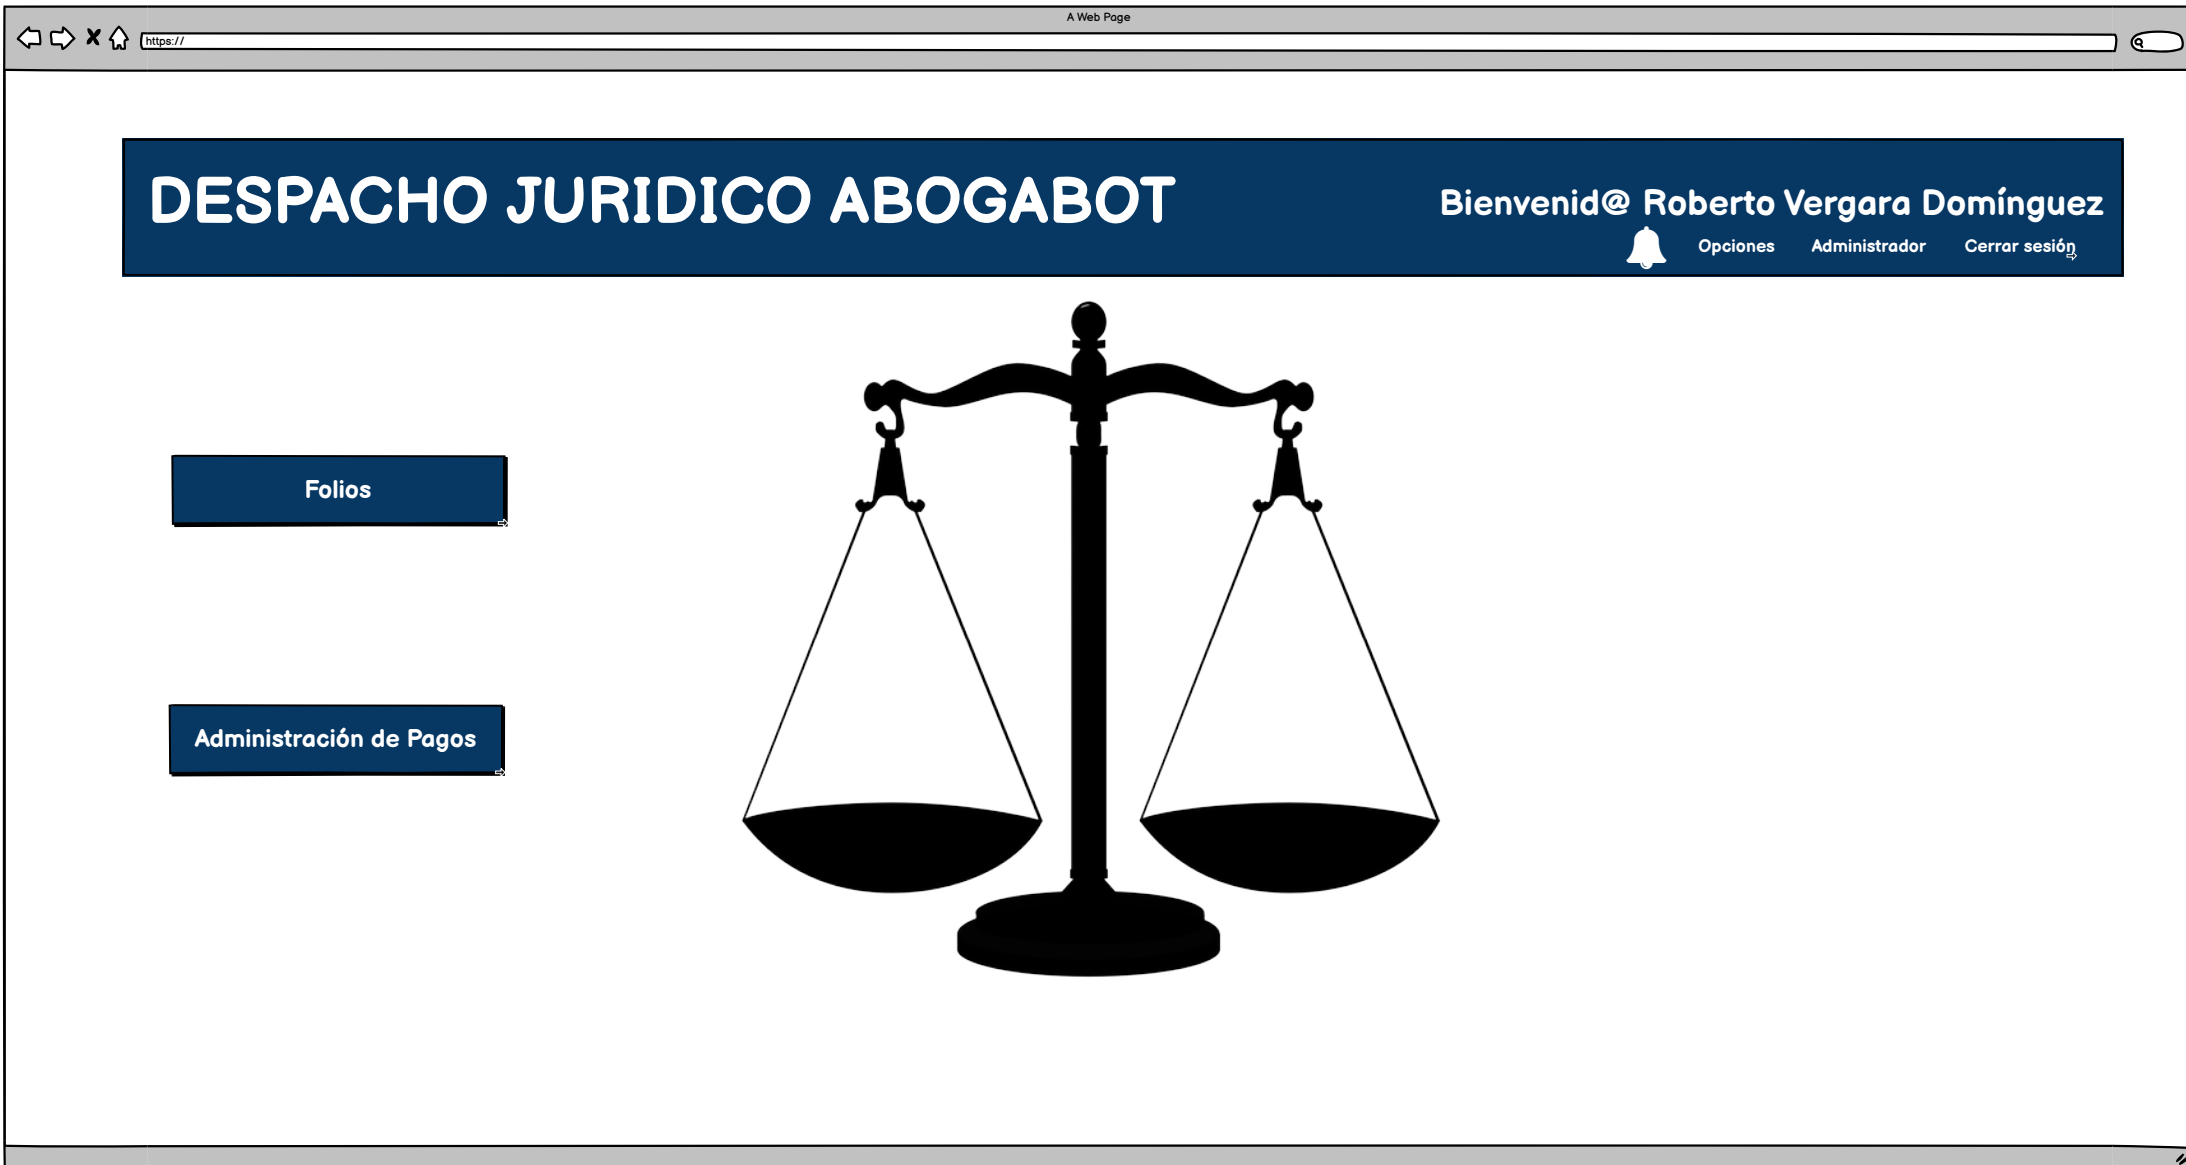 A Web Page
https://
DESPACHO JURIDICO ABOGABOT
Bienvenid@ Roberto Vergara Domínguez
Opciones Administrador Cerrar sesión
Folios
Administración de Pagos